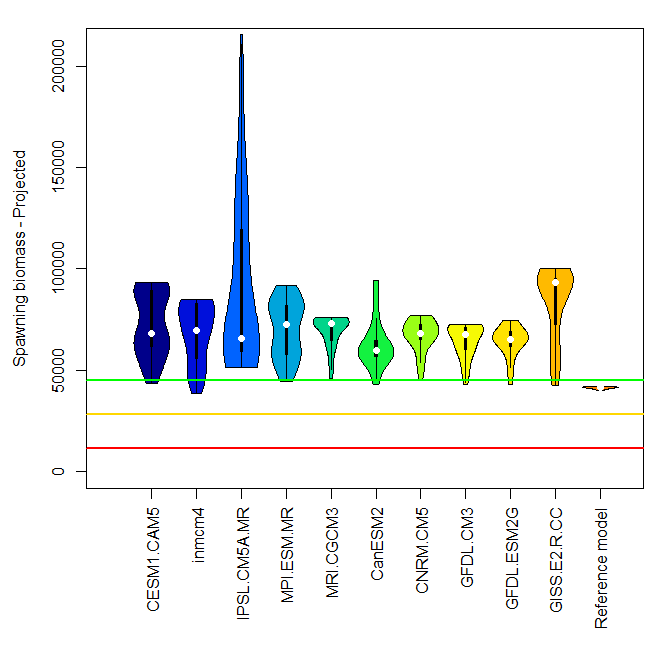 Spawning biomass - Projected
200000
150000
100000
50000
0
CESM1.CAM5
inmcm4
IPSL.CM5A.MR
MPI.ESM.MR
MRI.CGCM3
CanESM2
CNRM.CM5
GFDL.CM3
GFDL.ESM2G
GISS.E2.R.CC
Reference model